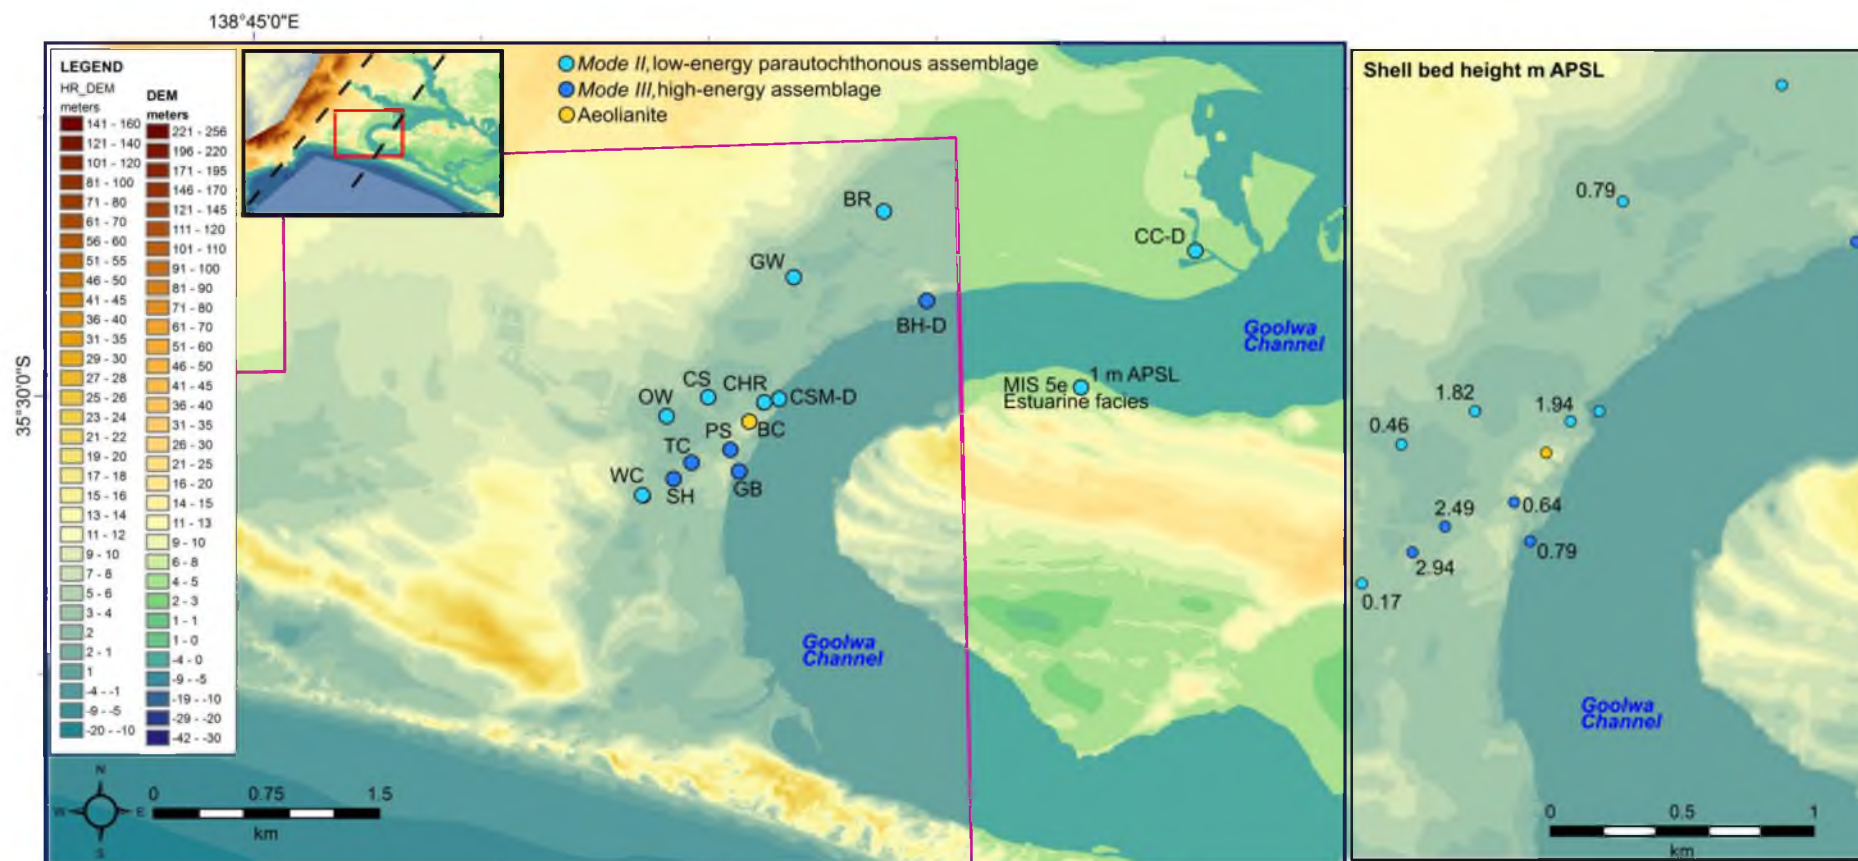 138°45'0"E
35°30'0"S
LEGEND
HR_DEM
meters
141 - 160
121 - 140
101 - 120
81 - 100
71 - 80
61 - 70
56 - 60
51 - 55
46 - 50
41 - 45
36 - 40
31 - 35
29 - 30
27 - 28
25 - 26
23 - 24
21 - 22
19 - 20
17 - 18
15 - 16
13 - 14
11 - 12
9 - 10
7 - 8
5 - 6
3 - 4
2
2 - 1
1
-4 - -1
-9 - -5
-20 - -10
DEM
meters
221 - 256
196 - 220
171 - 195
146 - 170
121 - 145
111 - 120
101 - 110
91 - 100
81 - 90
71 - 80
61 - 70
51 - 60
46 - 50
41 - 45
36 - 40
31 - 35
26 - 30
21 - 25
16 - 20
14 - 15
11 - 13
9 - 10
6 - 8
4 - 5
2 - 3
1 - 1
1 - 0
-4 - 0
-9 - -5
-19 - -10
-29 - -20
-42 - -30
Mode II, low-energy parautochthonous assemblage
Mode III, high-energy assemblage
Aeolianite
BR
CC-D
GW
BH-D
Goolwa
Channel
1 m APSL
MIS 5e
Estuarine facies
CS
CHR
CSM-D
OW
PS
BC
TC
WC
SH
GB
Goolwa
Channel
N
W
E
S
0
0.75
1.5
km
Shell bed height m APSL
0.79
1.82
1.94
0.46
2.49
0.64
2.94
0.79
0.17
Goolwa
Channel
0
0.5
1
km